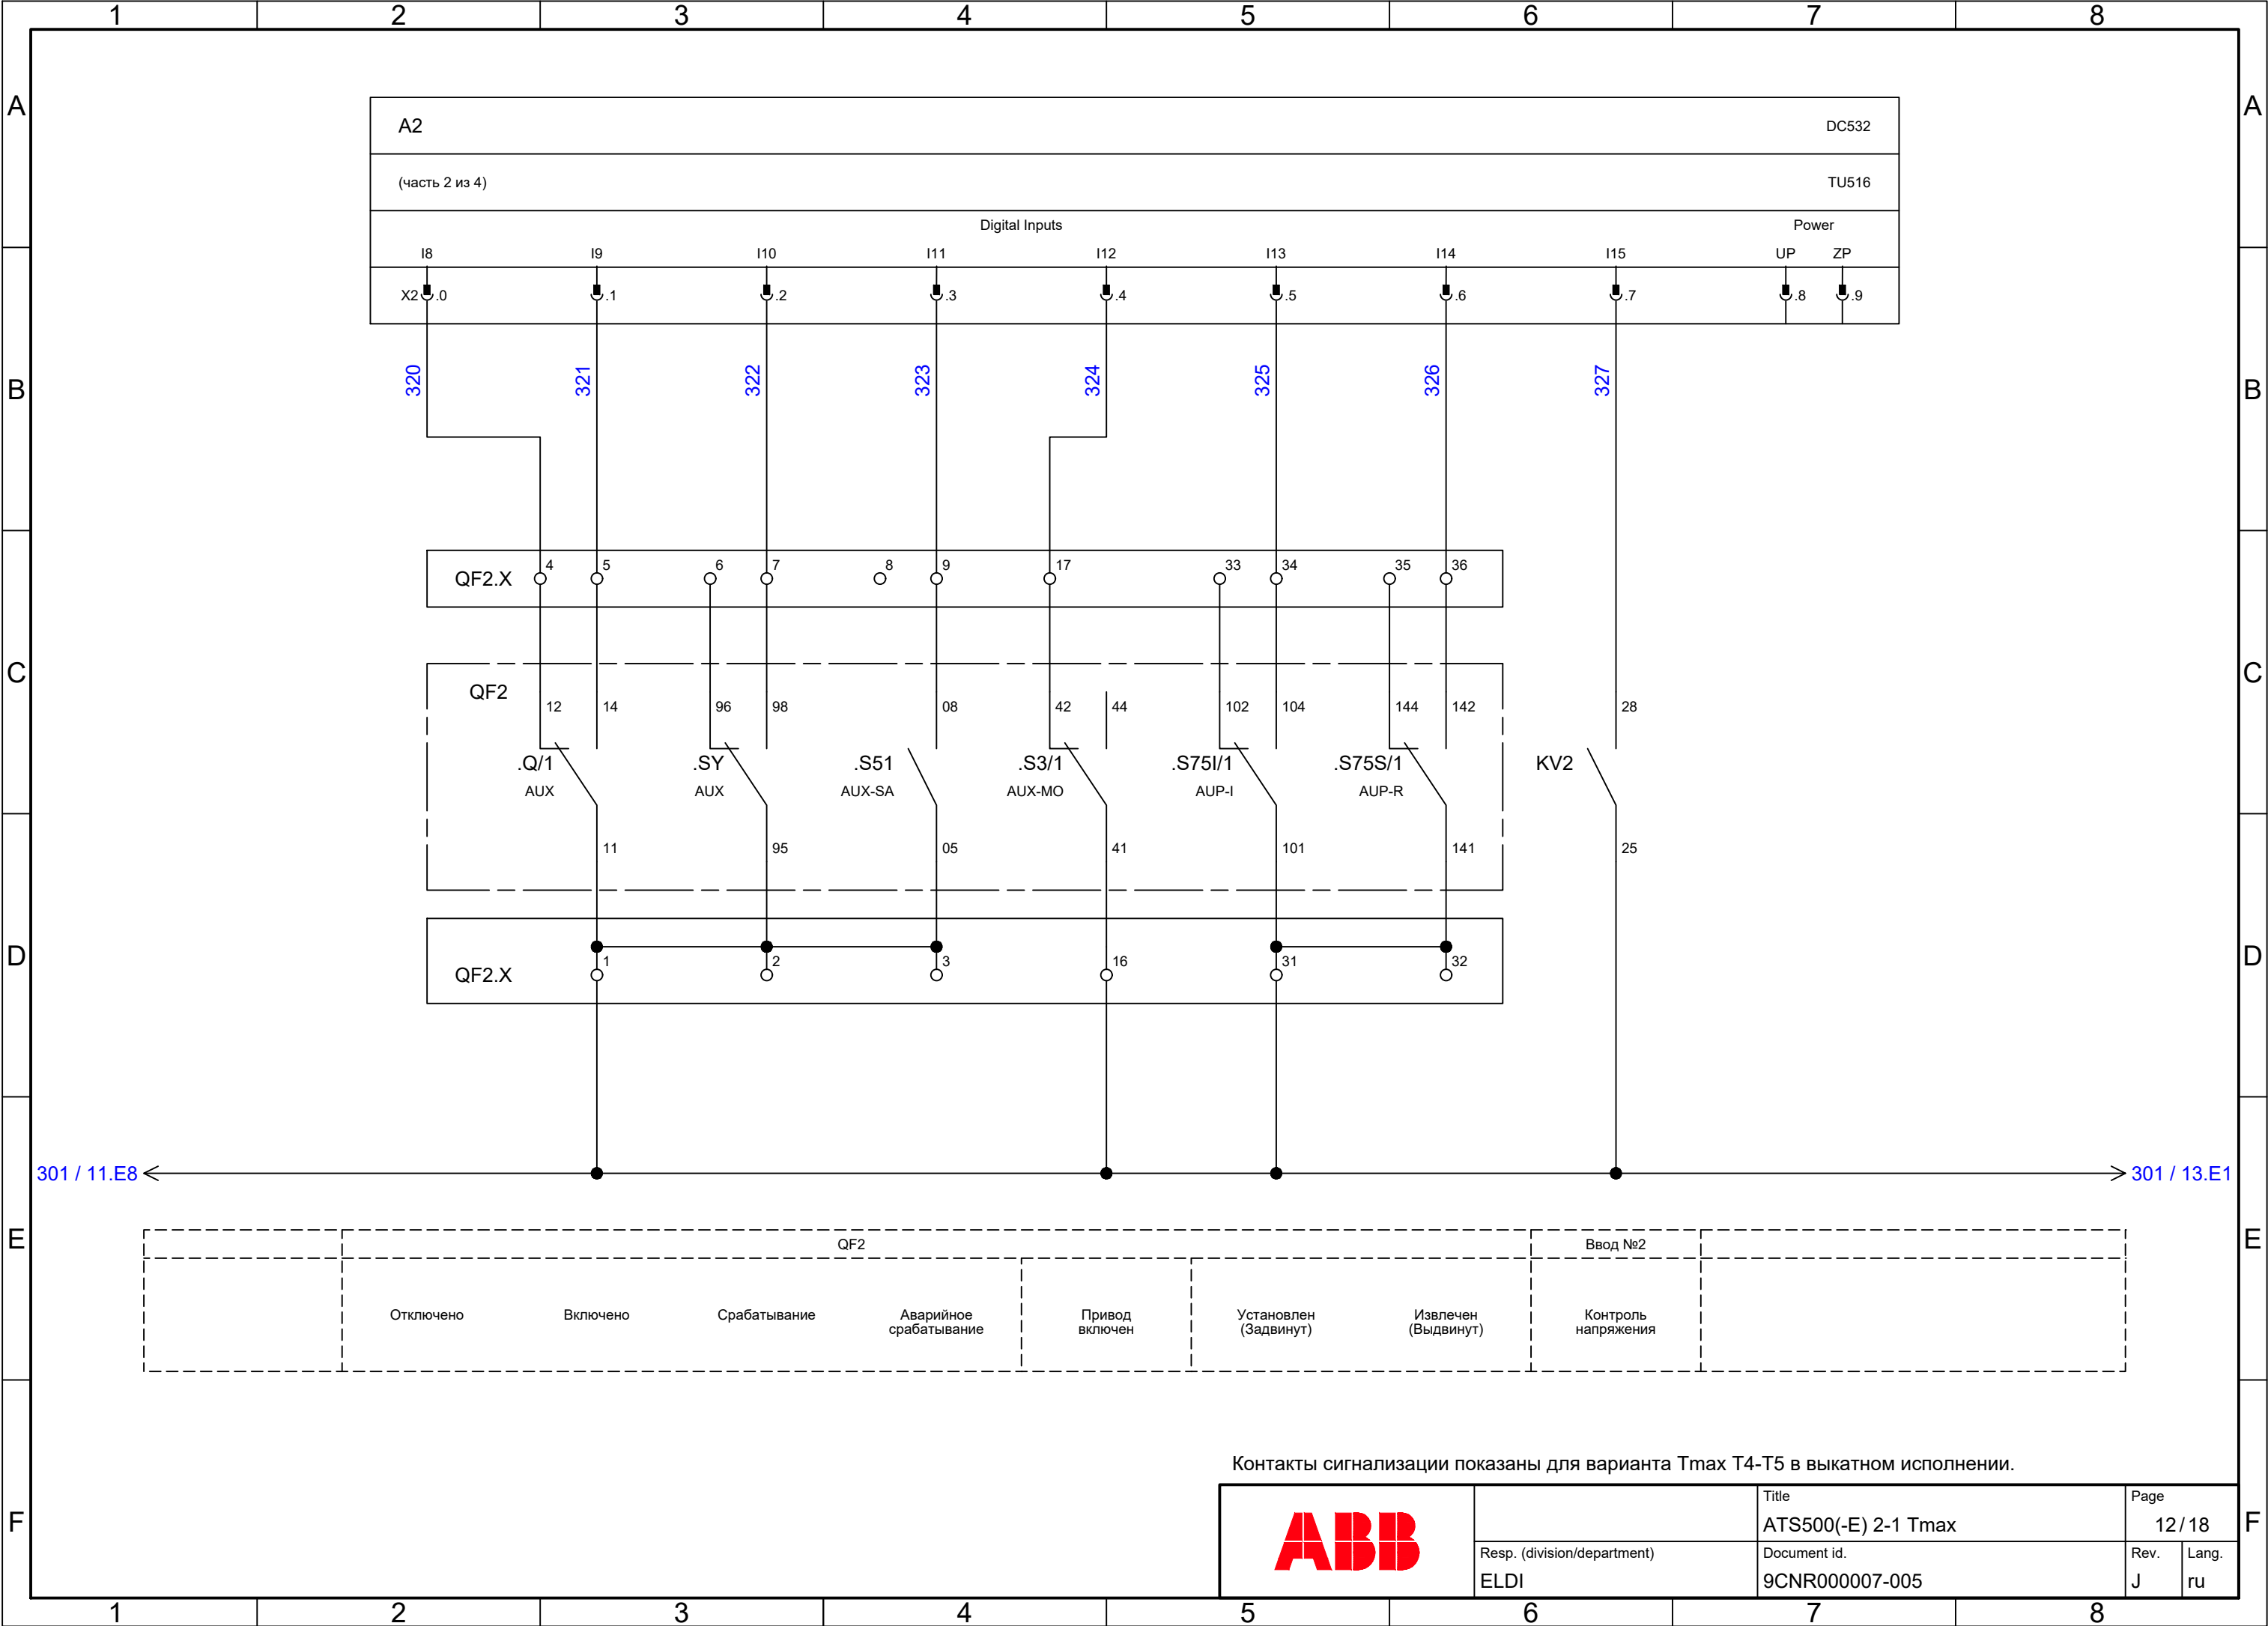 1 2 3 4 5 6 7 8
A A
A2 DC532
(часть 2 из 4) TU516
Digital Inputs Power
I8 I9 I10 I11 I12 I13 I14 I15 UP ZP
X2 .0 .1 .2 .3 .4 .5 .6 .7 .8 .9
B B
320 321 322 323 324 325 326 327
QF2.X 4 5 6 7 8 9 17 33 34 35 36
C C
QF2
12 14 96 98 08 42 44 102 104 144 142 28
.Q/1 .SY .S51 .S3/1 .S75I/1 .S75S/1 KV2
AUX AUX AUX-SA AUX-MO AUP-I AUP-R
11 95 05 41 101 141 25
D D
QF2.X 1 2 3 16 31 32
301 / 11.E8 301 / 13.E1
E E
QF2 Ввод №2
Отключено Включено Срабатывание Аварийное срабатывание Привод включен Установлен (Задвинут) Извлечен (Выдвинут) Контроль напряжения
Контакты сигнализации показаны для варианта Tmax T4-T5 в выкатном исполнении.
F F
ABB
Title Page
ATS500(-E) 2-1 Tmax 12 / 18
Resp. (division/department) Document id. Rev. Lang.
ELDI 9CNR000007-005 J ru
1 2 3 4 5 6 7 8